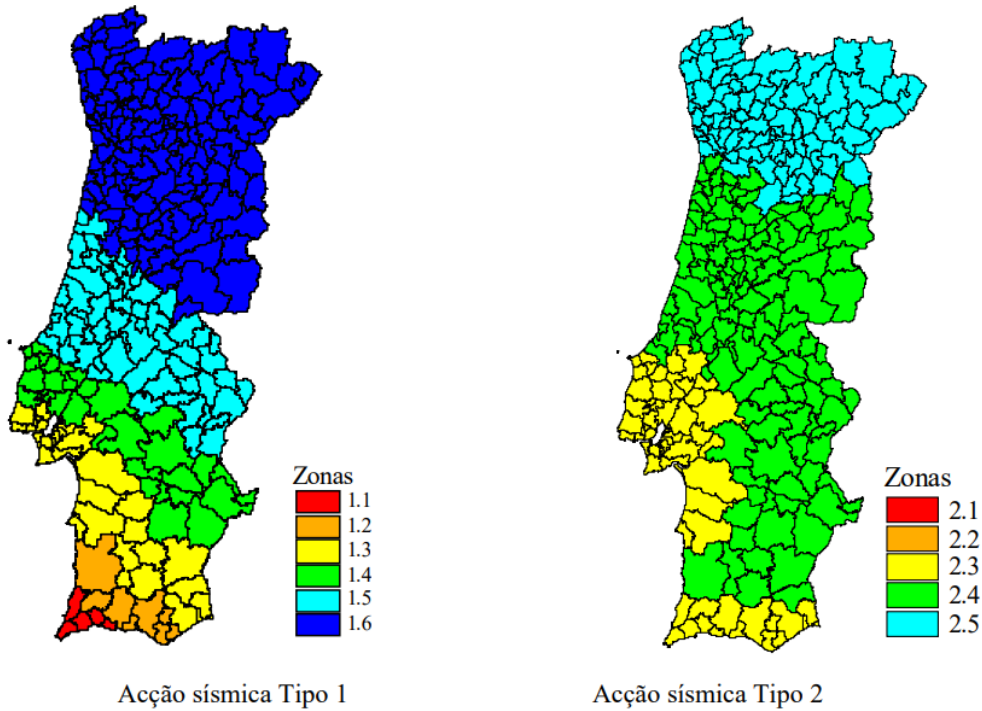 Zonas
1.1
1.2
1.3
1.4
1.5
1.6
Acção sísmica Tipo 1
Zonas
2.1
2.2
2.3
2.4
2.5
Acção sísmica Tipo 2